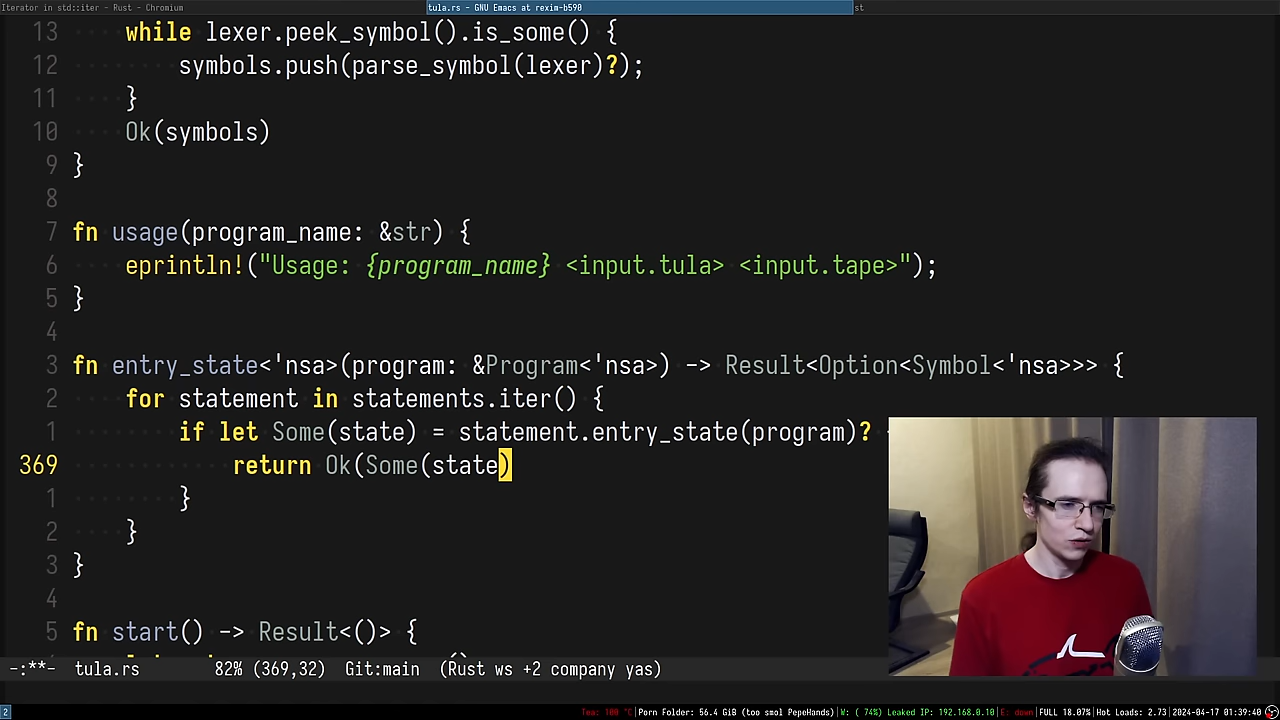 Iterator in std::iter - Rust - Chromium
tula.rs - GNU Emacs at rexim-b590
st
13 while lexer.peek_symbol().is_some() {
12 symbols.push(parse_symbol(lexer)?);
11 }
10 Ok(symbols)
9 }
8
7 fn usage(program_name: &str) {
6 eprintln!("Usage: {program_name} <input.tula> <input.tape>");
5 }
4
3 fn entry_state<'nsa>(program: &Program<'nsa>) -> Result<Option<Symbol<'nsa>>> {
2 for statement in statements.iter() {
1 if let Some(state) = statement.entry_state(program)?
369 return Ok(Some(state)
1 }
2 }
3 }
4
5 fn start() -> Result<()> {
-:**- tula.rs 82% (369,32) Git:main (Rust ws +2 company yas)
2
Tea: 100 °C|Porn Folder: 56.4 GiB (too smol PepeHands)|W: ( 74%) Leaked IP: 192.168.0.10|E: down|FULL 18.07%|Hot Loads: 2.73|2024-04-17 01:39:40